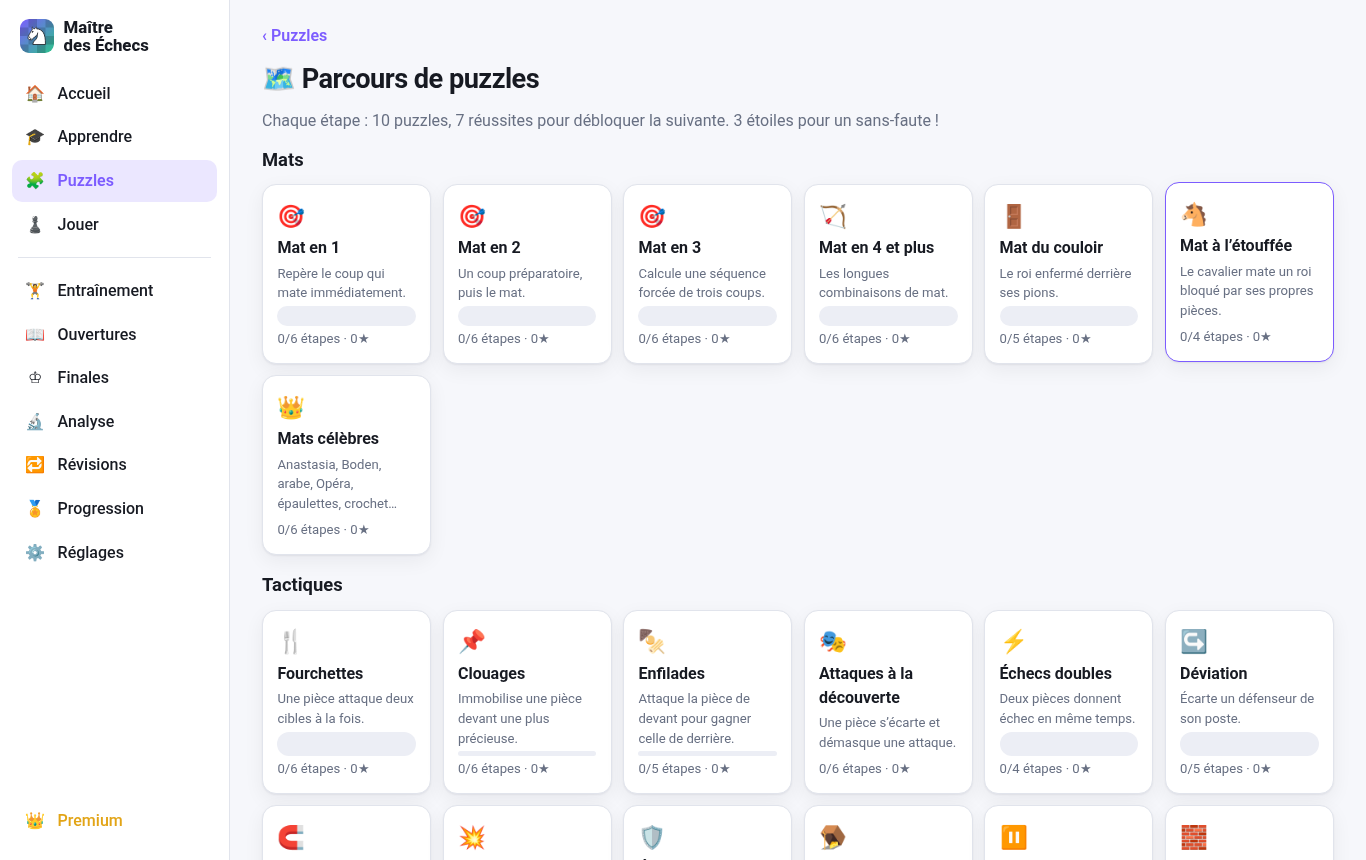 Maître
des Échecs
Accueil
Apprendre
Puzzles
Jouer
Entraînement
Ouvertures
Finales
Analyse
Révisions
Progression
Réglages
Premium
‹ Puzzles
Parcours de puzzles
Chaque étape : 10 puzzles, 7 réussites pour débloquer la suivante. 3 étoiles pour un sans-faute !
Mats
Mat en 1
Repère le coup qui
mate immédiatement.
0/6 étapes · 0★
Mat en 2
Un coup préparatoire,
puis le mat.
0/6 étapes · 0★
Mat en 3
Calcule une séquence
forcée de trois coups.
0/6 étapes · 0★
Mat en 4 et plus
Les longues
combinaisons de mat.
0/6 étapes · 0★
Mat du couloir
Le roi enfermé derrière
ses pions.
0/5 étapes · 0★
Mat à l’étouffée
Le cavalier mate un roi
bloqué par ses propres
pièces.
0/4 étapes · 0★
Mats célèbres
Anastasia, Boden,
arabe, Opéra,
épaulettes, crochet…
0/6 étapes · 0★
Tactiques
Fourchettes
Une pièce attaque deux
cibles à la fois.
0/6 étapes · 0★
Clouages
Immobilise une pièce
devant une plus
précieuse.
0/6 étapes · 0★
Enfilades
Attaque la pièce de
devant pour gagner
celle de derrière.
0/5 étapes · 0★
Attaques à la
découverte
Une pièce s’écarte et
démasque une attaque.
0/6 étapes · 0★
Échecs doubles
Deux pièces donnent
échec en même temps.
0/4 étapes · 0★
Déviation
Écarte un défenseur de
son poste.
0/5 étapes · 0★